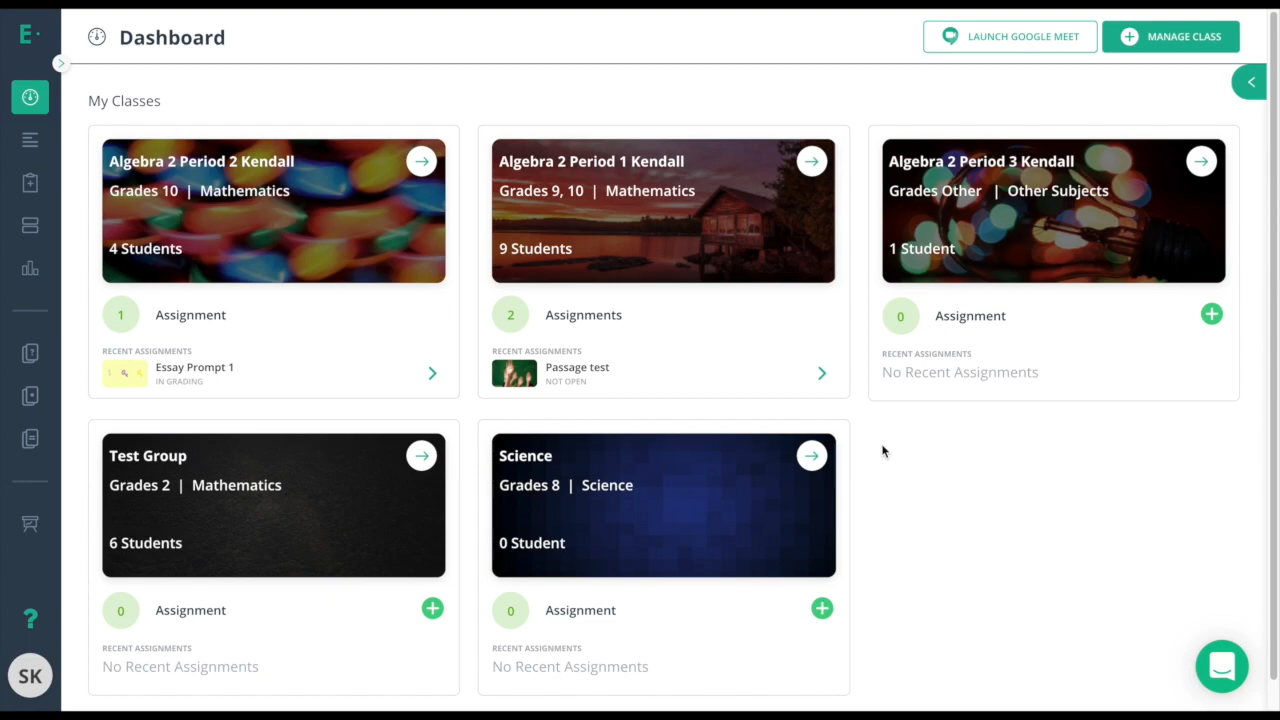 E
Dashboard
LAUNCH GOOGLE MEET
MANAGE CLASS
My Classes
Algebra 2 Period 2 Kendall
Grades 10 | Mathematics
4 Students
1 Assignment
RECENT ASSIGNMENTS
Essay Prompt 1
IN GRADING
Algebra 2 Period 1 Kendall
Grades 9, 10 | Mathematics
9 Students
2 Assignments
RECENT ASSIGNMENTS
Passage test
NOT OPEN
Algebra 2 Period 3 Kendall
Grades Other | Other Subjects
1 Student
0 Assignment
RECENT ASSIGNMENTS
No Recent Assignments
Test Group
Grades 2 | Mathematics
6 Students
0 Assignment
RECENT ASSIGNMENTS
No Recent Assignments
Science
Grades 8 | Science
0 Student
0 Assignment
RECENT ASSIGNMENTS
No Recent Assignments
?
SK